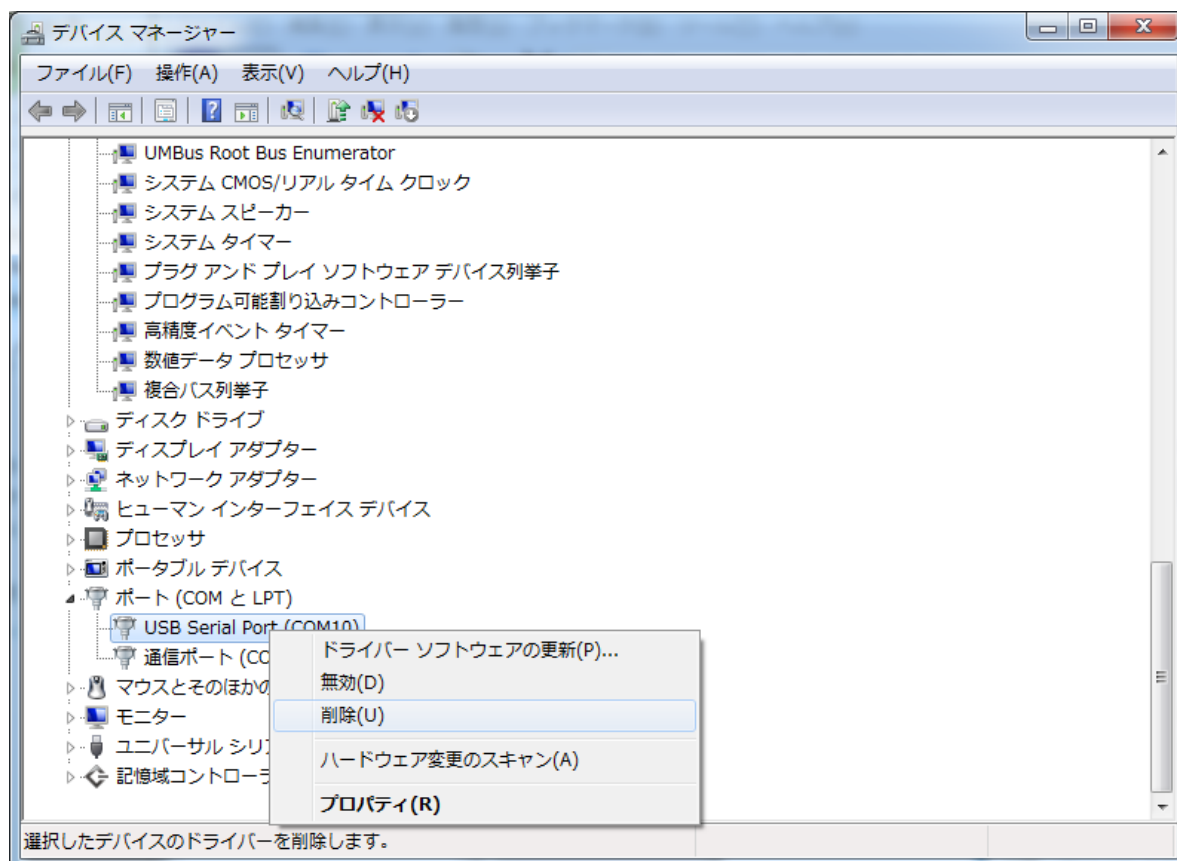 デバイス マネージャー
ファイル(F) 操作(A) 表示(V) ヘルプ(H)
UMBus Root Bus Enumerator
システム CMOS/リアル タイム クロック
システム スピーカー
システム タイマー
プラグ アンド プレイ ソフトウェア デバイス列挙子
プログラム可能割り込みコントローラー
高精度イベント タイマー
数値データ プロセッサ
複合バス列挙子
ディスク ドライブ
ディスプレイ アダプター
ネットワーク アダプター
ヒューマン インターフェイス デバイス
プロセッサ
ポータブル デバイス
ポート (COM と LPT)
USB Serial Port (COM10)
通信ポート (CO
マウスとそのほかの
モニター
ユニバーサル シリ
記憶域コントローラ
ドライバー ソフトウェアの更新(P)...
無効(D)
削除(U)
ハードウェア変更のスキャン(A)
プロパティ(R)
選択したデバイスのドライバーを削除します。